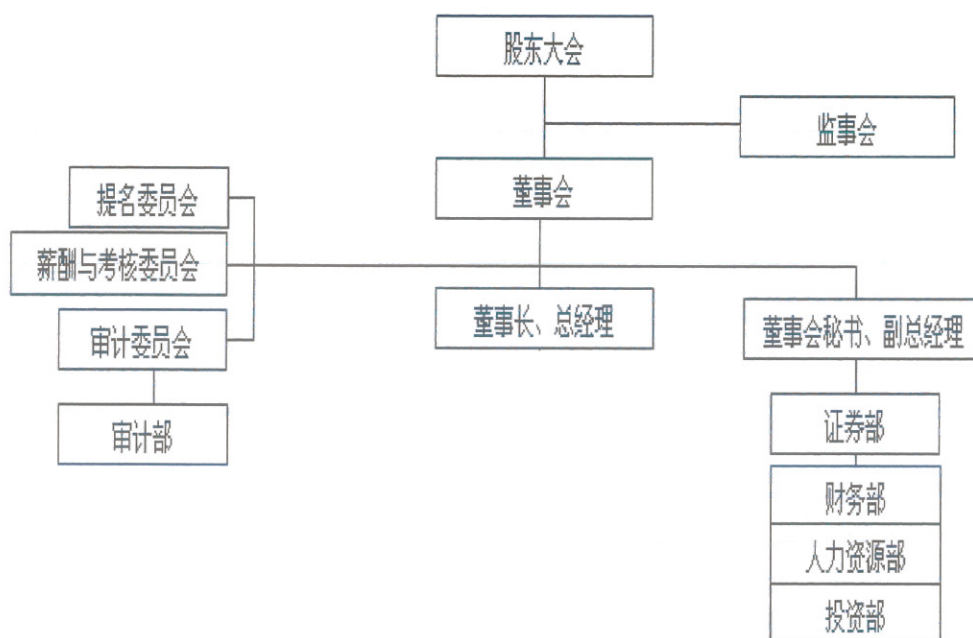 股东大会
监事会
提名委员会
董事会
薪酬与考核委员会
董事长、总经理
审计委员会
董事会秘书、副总经理
审计部
证券部
财务部
人力资源部
投资部